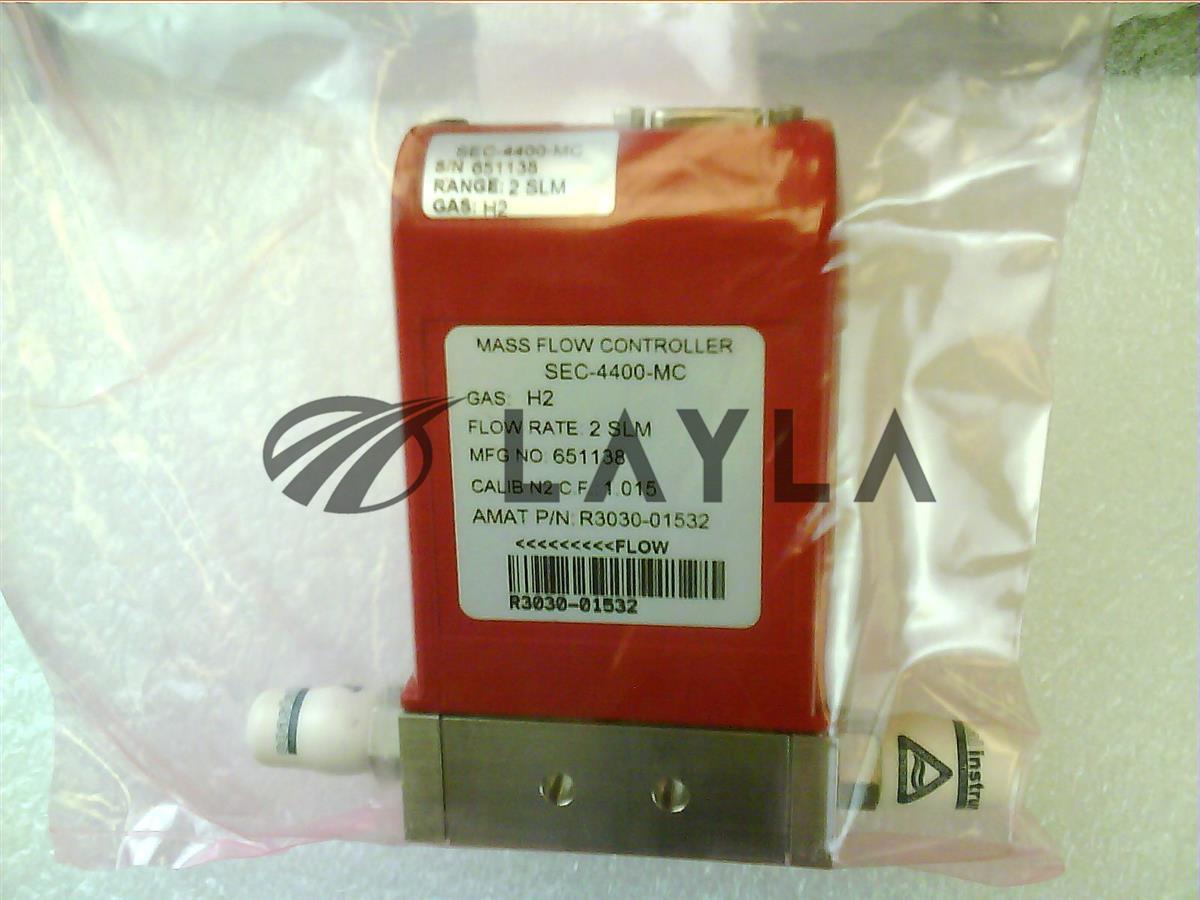 SEC-4400-MC
S/N 651138
RANGE: 2 SLM
GAS: H2
MASS FLOW CONTROLLER
SEC-4400-MC
GAS: H2
FLOW RATE: 2 SLM
MFG NO: 651138
CALIB N2 C.F.: 1.015
AMAT P/N: R3030-01532
<<<<<<<<<FLOW
R3030-01532
LAYLA
instru